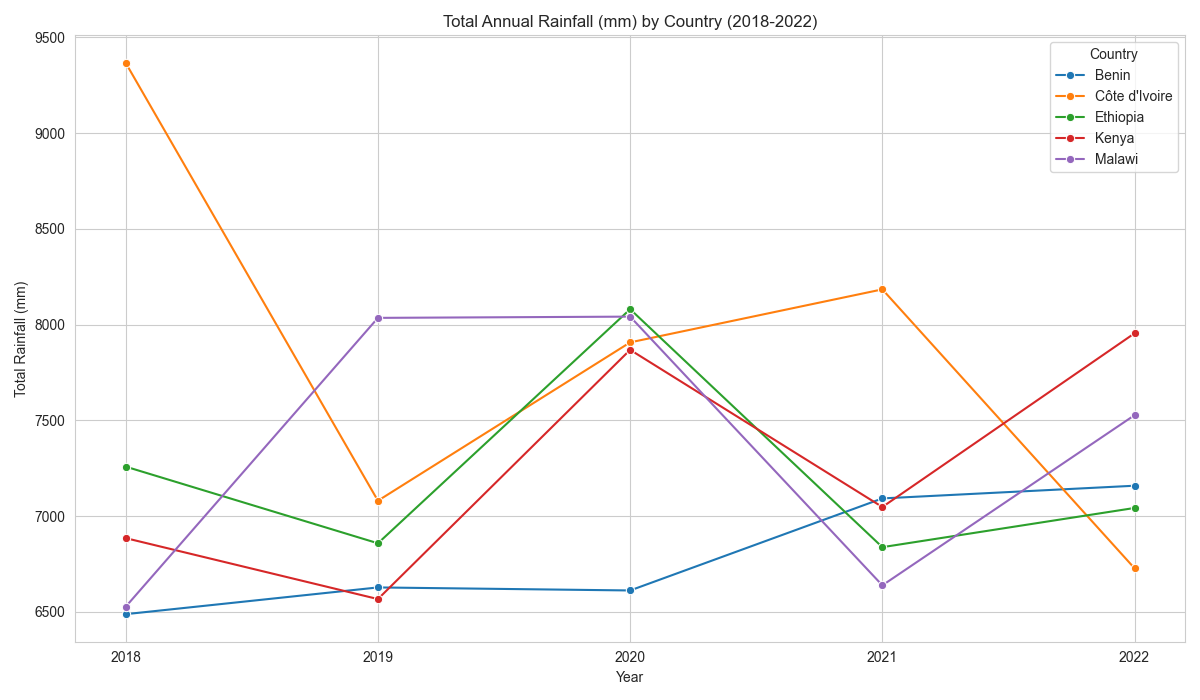 Total Annual Rainfall (mm) by Country (2018-2022)
Country
Benin
Côte d'Ivoire
Ethiopia
Kenya
Malawi
Total Rainfall (mm)
9500
9000
8500
8000
7500
7000
6500
2018 2019 2020 2021 2022
Year